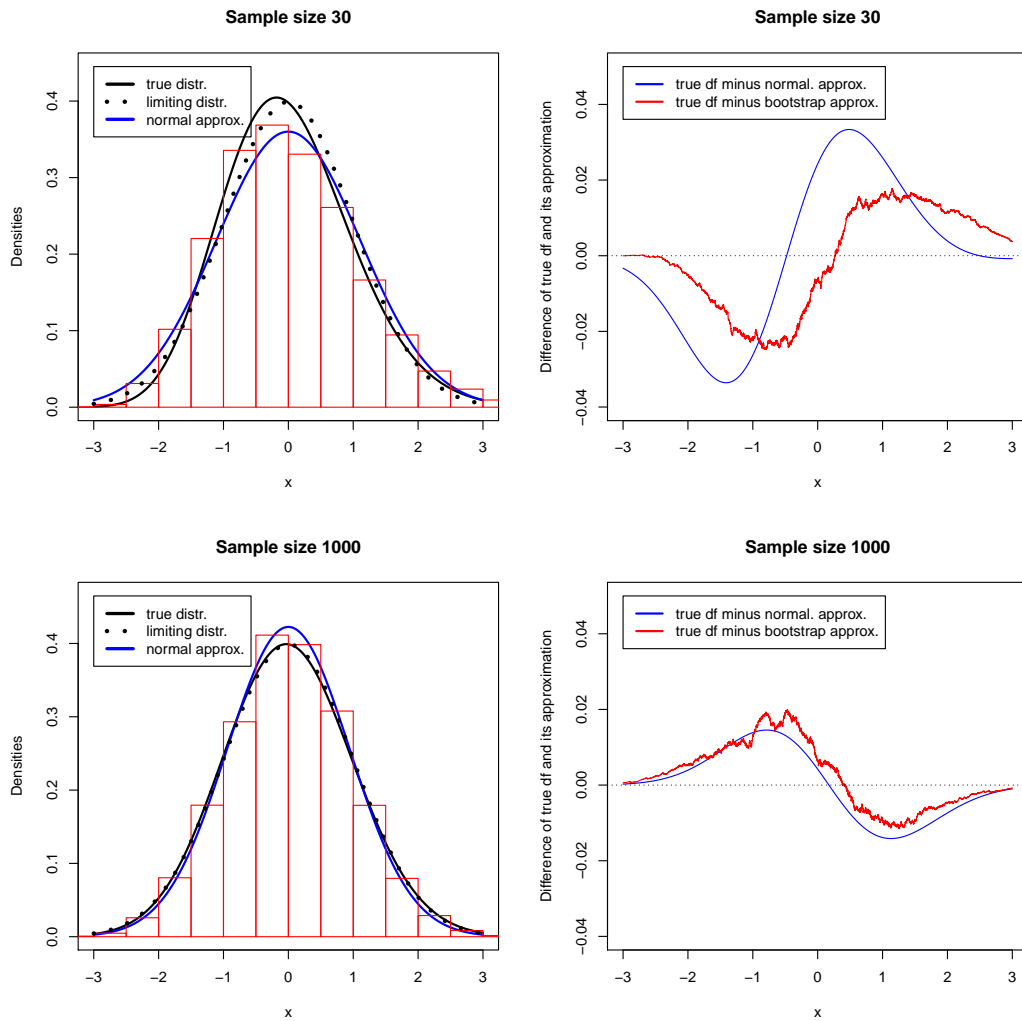 Sample size 30
true distr.
limiting distr.
normal approx.
Densities
0.0
0.1
0.2
0.3
0.4
−3
−2
−1
0
1
2
3
x
Sample size 30
true df minus normal. approx.
true df minus bootstrap approx.
Difference of true df and its approximation
−0.04
−0.02
0.00
0.02
0.04
−3
−2
−1
0
1
2
3
x
Sample size 1000
true distr.
limiting distr.
normal approx.
Densities
0.0
0.1
0.2
0.3
0.4
−3
−2
−1
0
1
2
3
x
Sample size 1000
true df minus normal. approx.
true df minus bootstrap approx.
Difference of true df and its approximation
−0.04
−0.02
0.00
0.02
0.04
−3
−2
−1
0
1
2
3
x